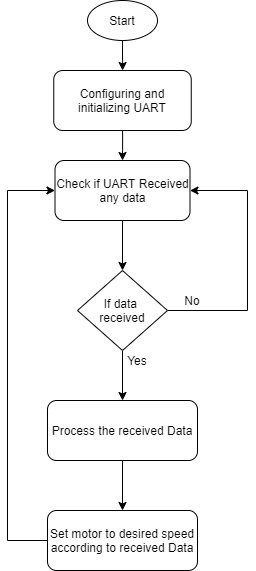 Start
Configuring and
initializing UART
Check if UART Received
any data
If data
received
No
Yes
Process the received Data
Set motor to desired speed
according to received Data